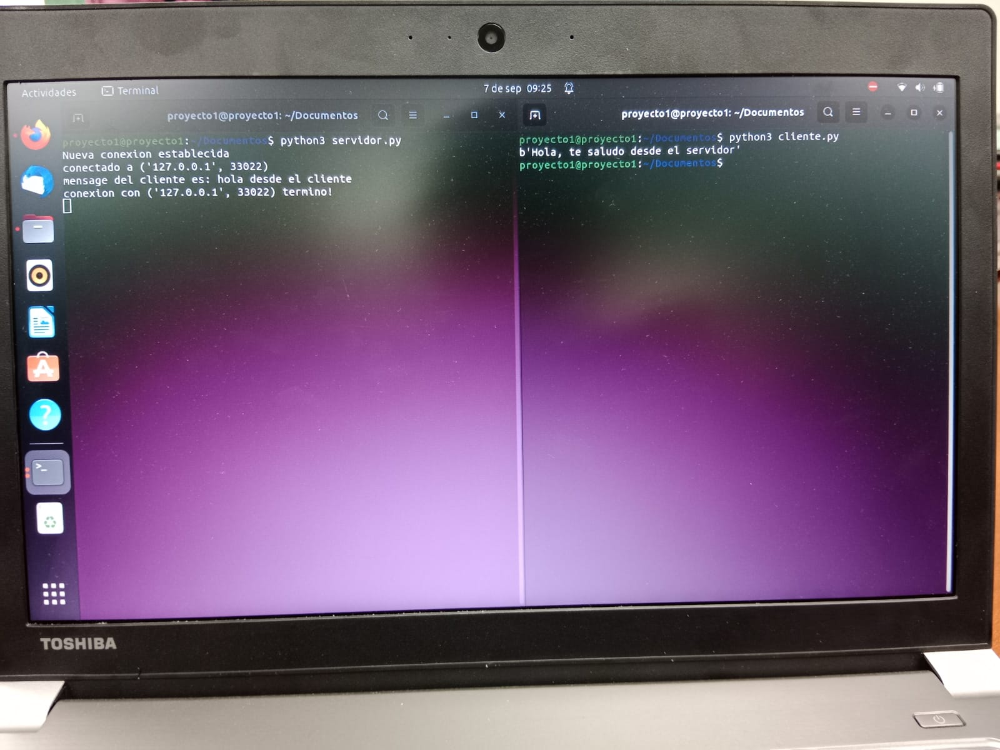 Actividades
Terminal
7 de sep 09:25
proyecto1@proyecto1: ~/Documentos
proyecto1@proyecto1:~/Documentos$ python3 servidor.py
Nueva conexion establecida
conectado a ('127.0.0.1', 33022)
mensage del cliente es: hola desde el cliente
conexion con ('127.0.0.1', 33022) termino!
proyecto1@proyecto1: ~/Documentos
proyecto1@proyecto1:~/Documentos$ python3 cliente.py
b'Hola, te saludo desde el servidor'
proyecto1@proyecto1:~/Documentos$
TOSHIBA